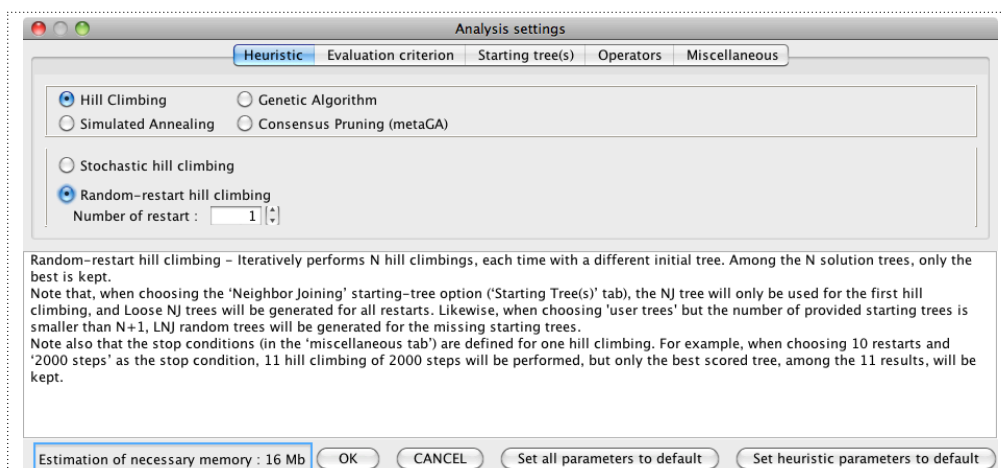 Analysis settings
Heuristic Evaluation criterion Starting tree(s) Operators Miscellaneous
Hill Climbing Genetic Algorithm
Simulated Annealing Consensus Pruning (metaGA)
Stochastic hill climbing
Random-restart hill climbing
Number of restart : 1
Random-restart hill climbing - Iteratively performs N hill climbings, each time with a different initial tree. Among the N solution trees, only the
best is kept.
Note that, when choosing the 'Neighbor Joining' starting-tree option ('Starting Tree(s)' tab), the NJ tree will only be used for the first hill
climbing, and Loose NJ trees will be generated for all restarts. Likewise, when choosing 'user trees' but the number of provided starting trees is
smaller than N+1, LNJ random trees will be generated for the missing starting trees.
Note also that the stop conditions (in the 'miscellaneous tab') are defined for one hill climbing. For example, when choosing 10 restarts and
'2000 steps' as the stop condition, 11 hill climbing of 2000 steps will be performed, but only the best scored tree, among the 11 results, will be
kept.
Estimation of necessary memory : 16 Mb OK CANCEL Set all parameters to default Set heuristic parameters to default